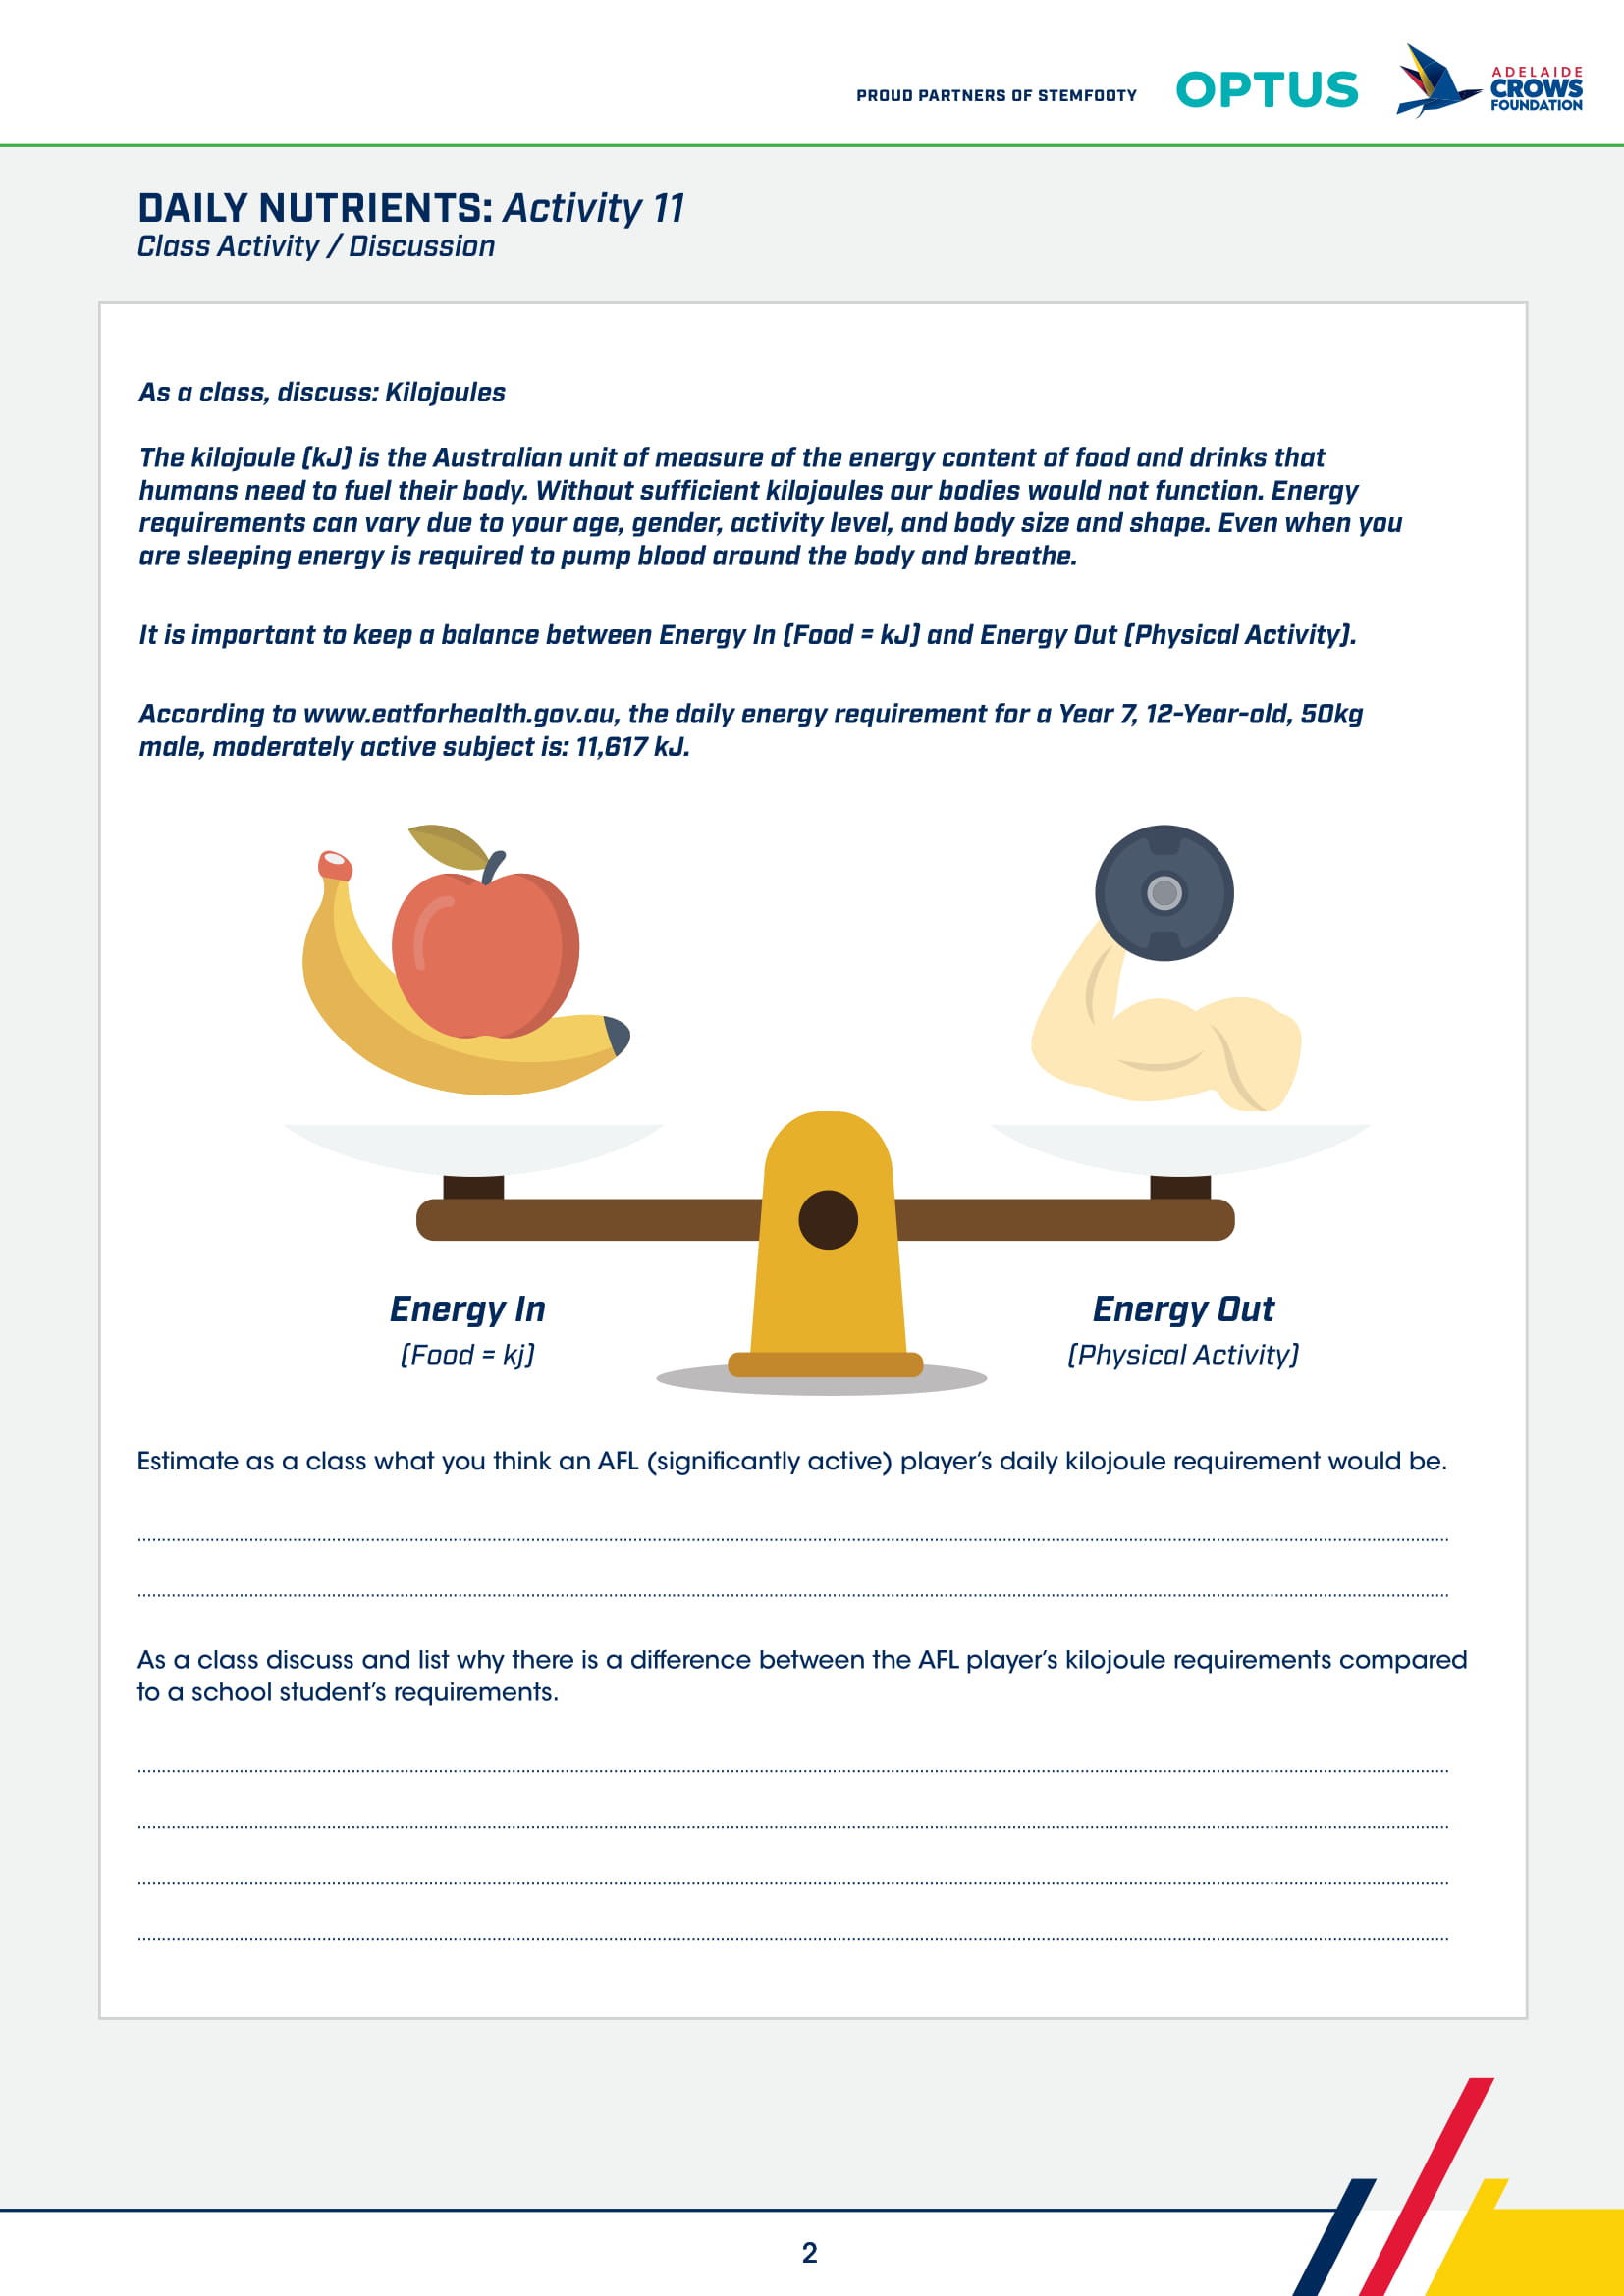 PROUD PARTNERS OF STEMFOOTY
OPTUS
ADELAIDE
CROWS
FOUNDATION
DAILY NUTRIENTS: Activity 11
Class Activity / Discussion
As a class, discuss: Kilojoules
The kilojoule (kJ) is the Australian unit of measure of the energy content of food and drinks that
humans need to fuel their body. Without sufficient kilojoules our bodies would not function. Energy
requirements can vary due to your age, gender, activity level, and body size and shape. Even when you
are sleeping energy is required to pump blood around the body and breathe.
It is important to keep a balance between Energy In (Food = kJ) and Energy Out (Physical Activity).
According to www.eatforhealth.gov.au, the daily energy requirement for a Year 7, 12-Year-old, 50kg
male, moderately active subject is: 11,617 kJ.
Energy In
(Food = kj)
Energy Out
(Physical Activity)
Estimate as a class what you think an AFL (significantly active) player’s daily kilojoule requirement would be.
As a class discuss and list why there is a difference between the AFL player’s kilojoule requirements compared
to a school student’s requirements.
2